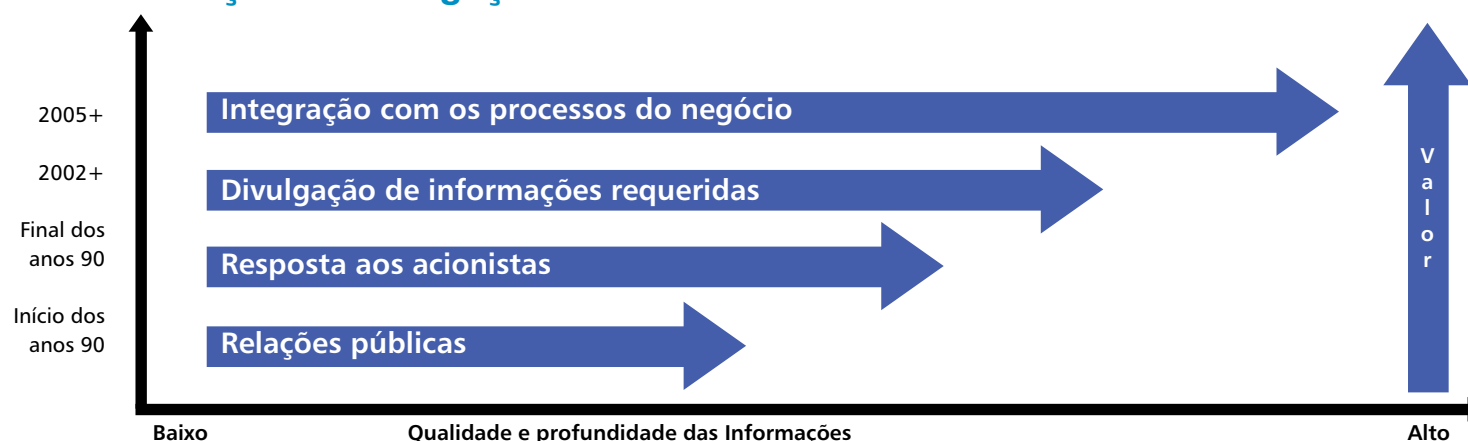 2005+
Integração com os processos do negócio
2002+
Divulgação de informações requeridas
Final dos
anos 90
Resposta aos acionistas
Início dos
anos 90
Relações públicas
Valor
Baixo
Qualidade e profundidade das Informações
Alto